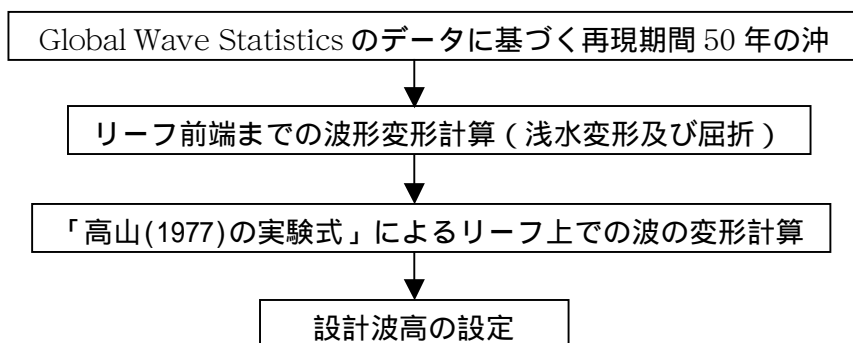 Global Wave Statistics のデータに基づく再現期間 50 年の沖
リーフ前端までの波形変形計算（浅水変形及び屈折）
「高山(1977)の実験式」によるリーフ上での波の変形計算
設計波高の設定